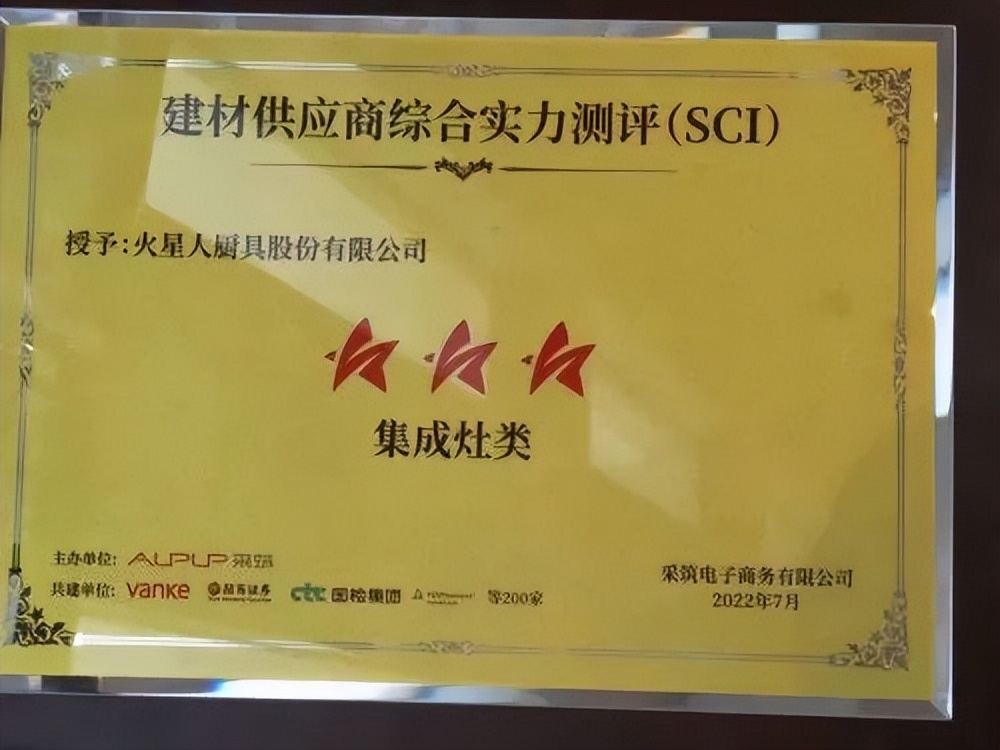 建材供应商综合实力测评(SCI)
授予:火星人厨具股份有限公司
集成灶类
主办单位: 采筑
共建单位: vanke ctc 国检集团 等200家
采筑电子商务有限公司
2022年7月